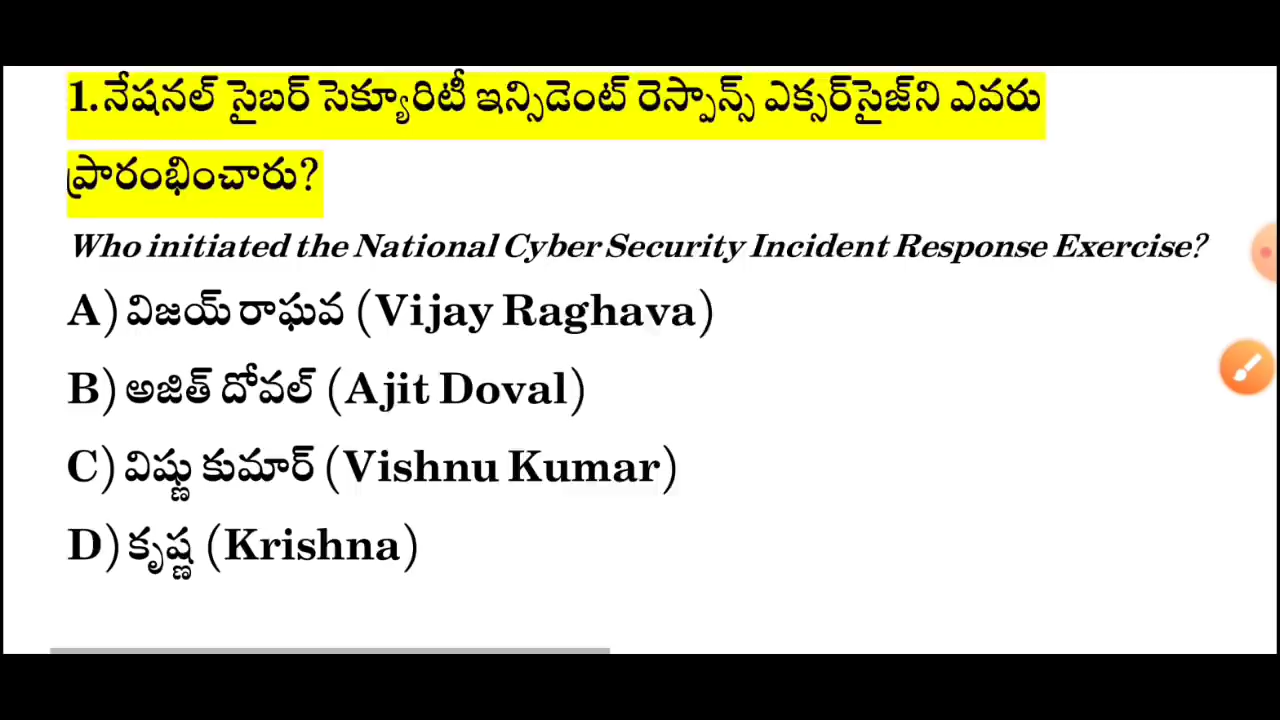 1.నేషనల్ సైబర్ సెక్యూరిటీ ఇన్సిడెంట్ రెస్పాన్స్ ఎక్సర్‌సైజ్‌ని ఎవరు
ప్రారంభించారు?
Who initiated the National Cyber Security Incident Response Exercise?
A) విజయ్ రాఘవ (Vijay Raghava)
B) అజిత్ దోవల్ (Ajit Doval)
C) విష్ణు కుమార్ (Vishnu Kumar)
D) కృష్ణ (Krishna)